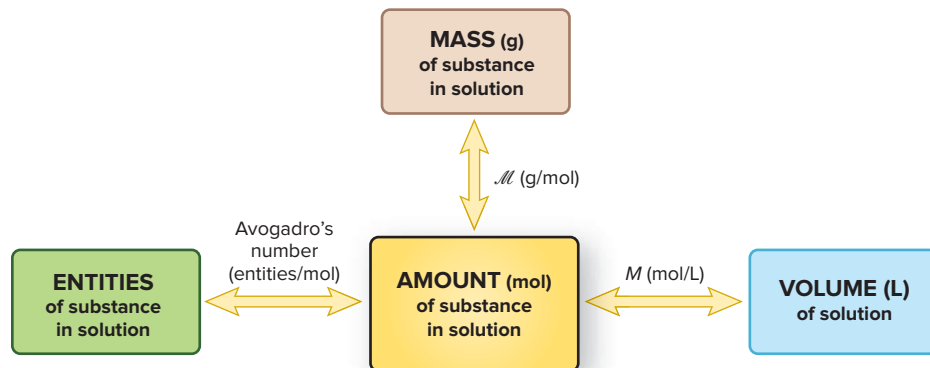 MASS (g)
of substance
in solution
ℳ (g/mol)
Avogadro's
number
(entities/mol)
ENTITIES
of substance
in solution
AMOUNT (mol)
of substance
in solution
M (mol/L)
VOLUME (L)
of solution